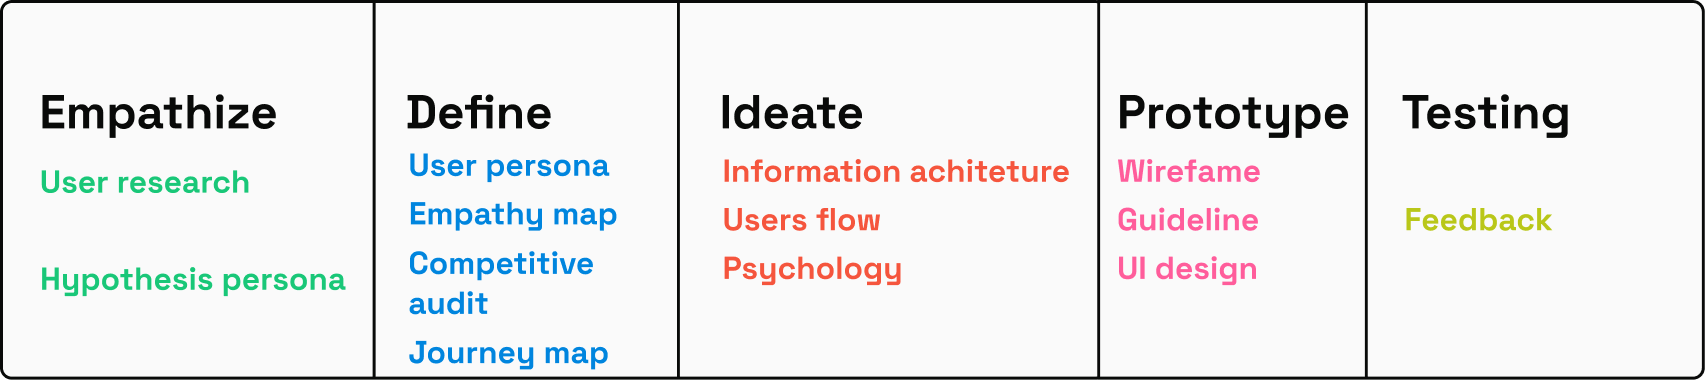 Empathize
User research
Hypothesis persona
Define
User persona
Empathy map
Competitive
audit
Journey map
Ideate
Information achiteture
Users flow
Psychology
Prototype
Wirefame
Guideline
UI design
Testing
Feedback